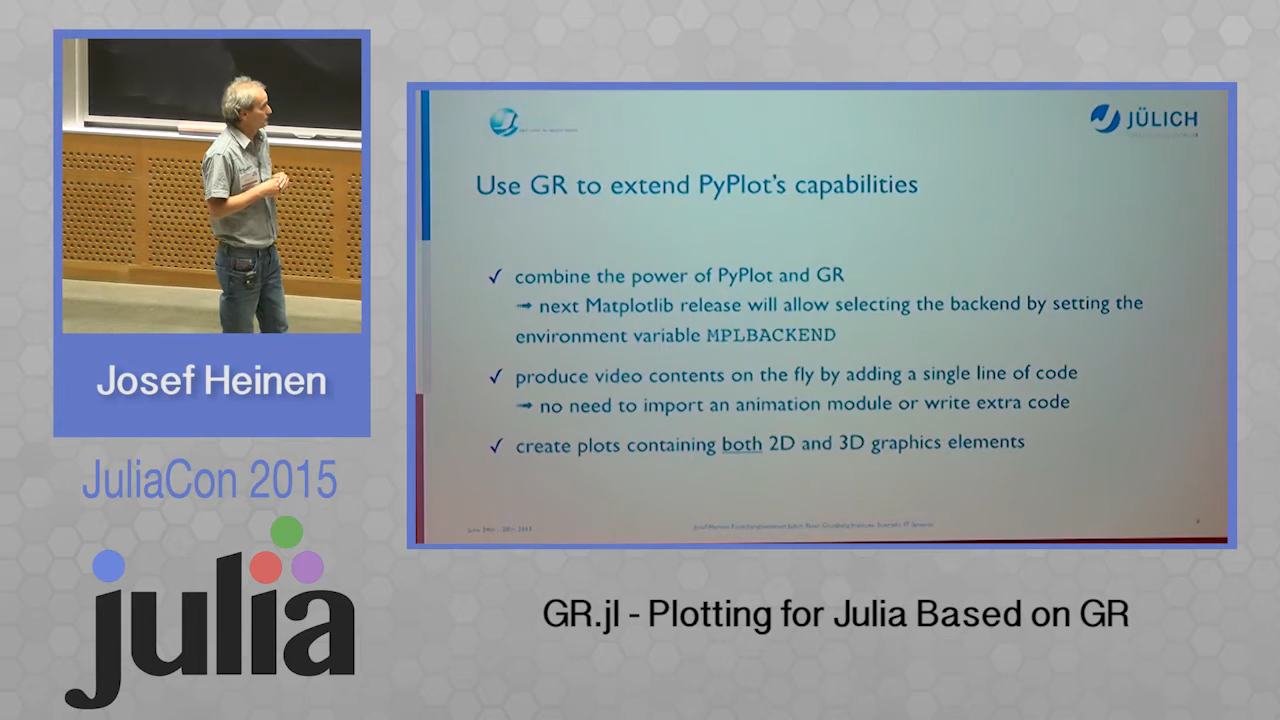 JÜLICH
Use GR to extend PyPlot's capabilities
✓ combine the power of PyPlot and GR
→ next Matplotlib release will allow selecting the backend by setting the
environment variable MPLBACKEND
✓ produce video contents on the fly by adding a single line of code
→ no need to import an animation module or write extra code
✓ create plots containing both 2D and 3D graphics elements
Josef Heinen
JuliaCon 2015
julia
GR.jl - Plotting for Julia Based on GR